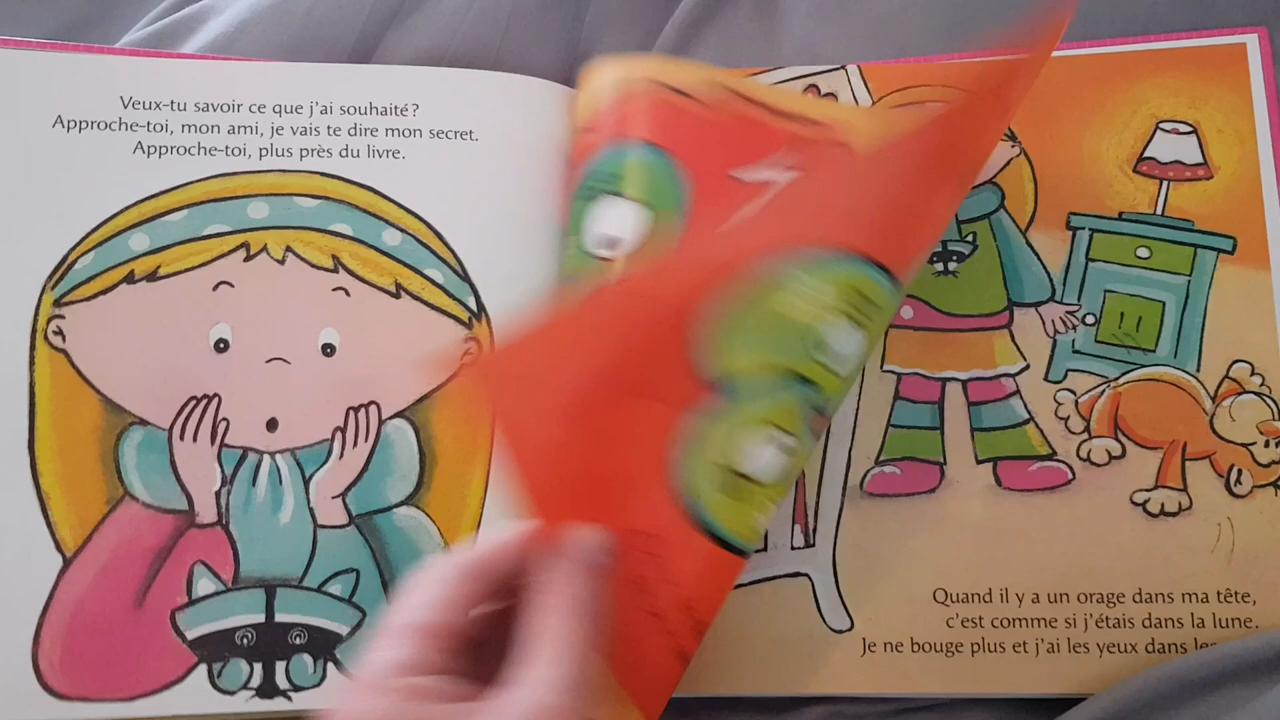 Veux-tu savoir ce que j'ai souhaité?
Approche-toi, mon ami, je vais te dire mon secret.
Approche-toi, plus près du livre.
Quand il y a un orage dans ma tête,
c'est comme si j'étais dans la lune.
Je ne bouge plus et j'ai les yeux dans